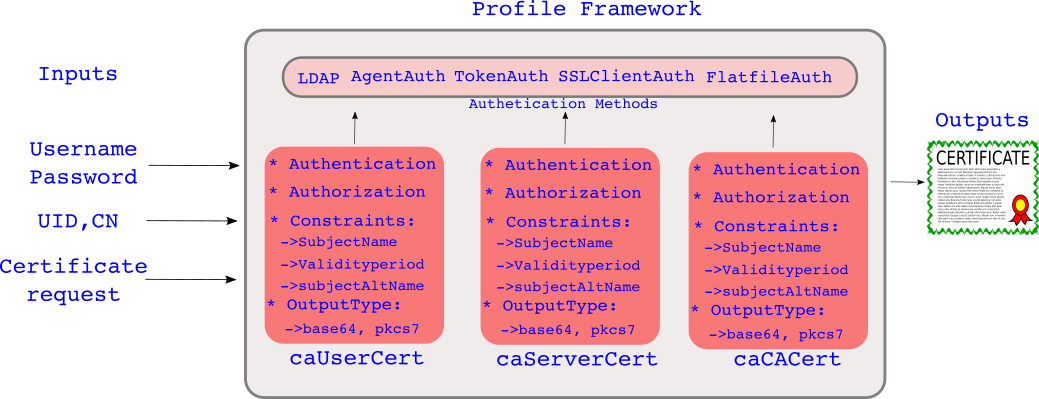 Profile Framework
Inputs
LDAP AgentAuth TokenAuth SSLClientAuth FlatfileAuth
Authetication Methods
Username
Password
UID,CN
Certificate
request
* Authentication
* Authorization
* Constraints:
->SubjectName
->Validityperiod
->subjectAltName
* OutputType:
->base64, pkcs7
caUserCert
* Authentication
* Authorization
* Constraints:
->SubjectName
->Validityperiod
->subjectAltName
* OutputType:
->base64, pkcs7
caServerCert
* Authentication
* Authorization
* Constraints:
->SubjectName
->Validityperiod
->subjectAltName
* OutputType:
->base64, pkcs7
caCACert
Outputs
CERTIFICATE